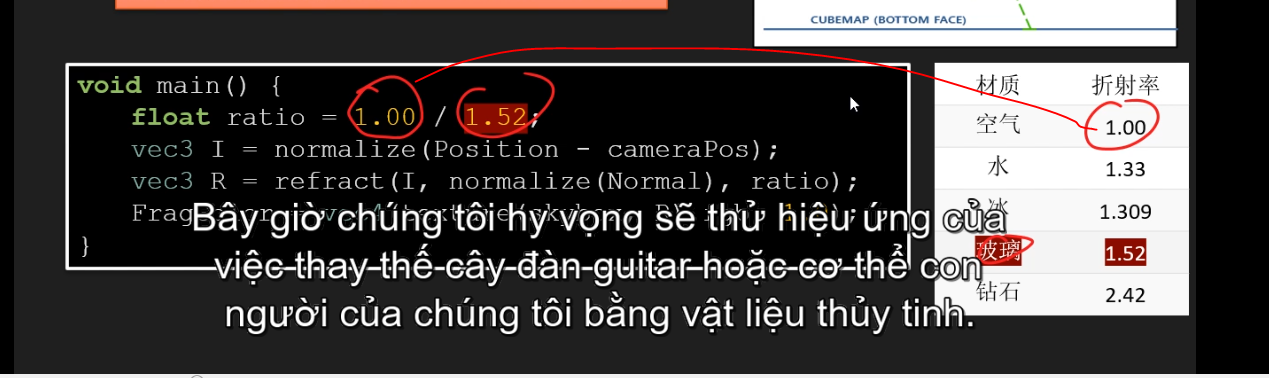 CUBEMAP (BOTTOM FACE)
void main() {
float ratio = 1.00 / 1.52;
vec3 I = normalize(Position - cameraPos);
vec3 R = refract(I, normalize(Normal), ratio);
}
材质 折射率
空气 1.00
水 1.33
冰 1.309
玻璃 1.52
钻石 2.42
Bây giờ chúng tôi hy vọng sẽ thử hiệu ứng của
việc thay thế cây đàn guitar hoặc cơ thể con
người của chúng tôi bằng vật liệu thủy tinh.